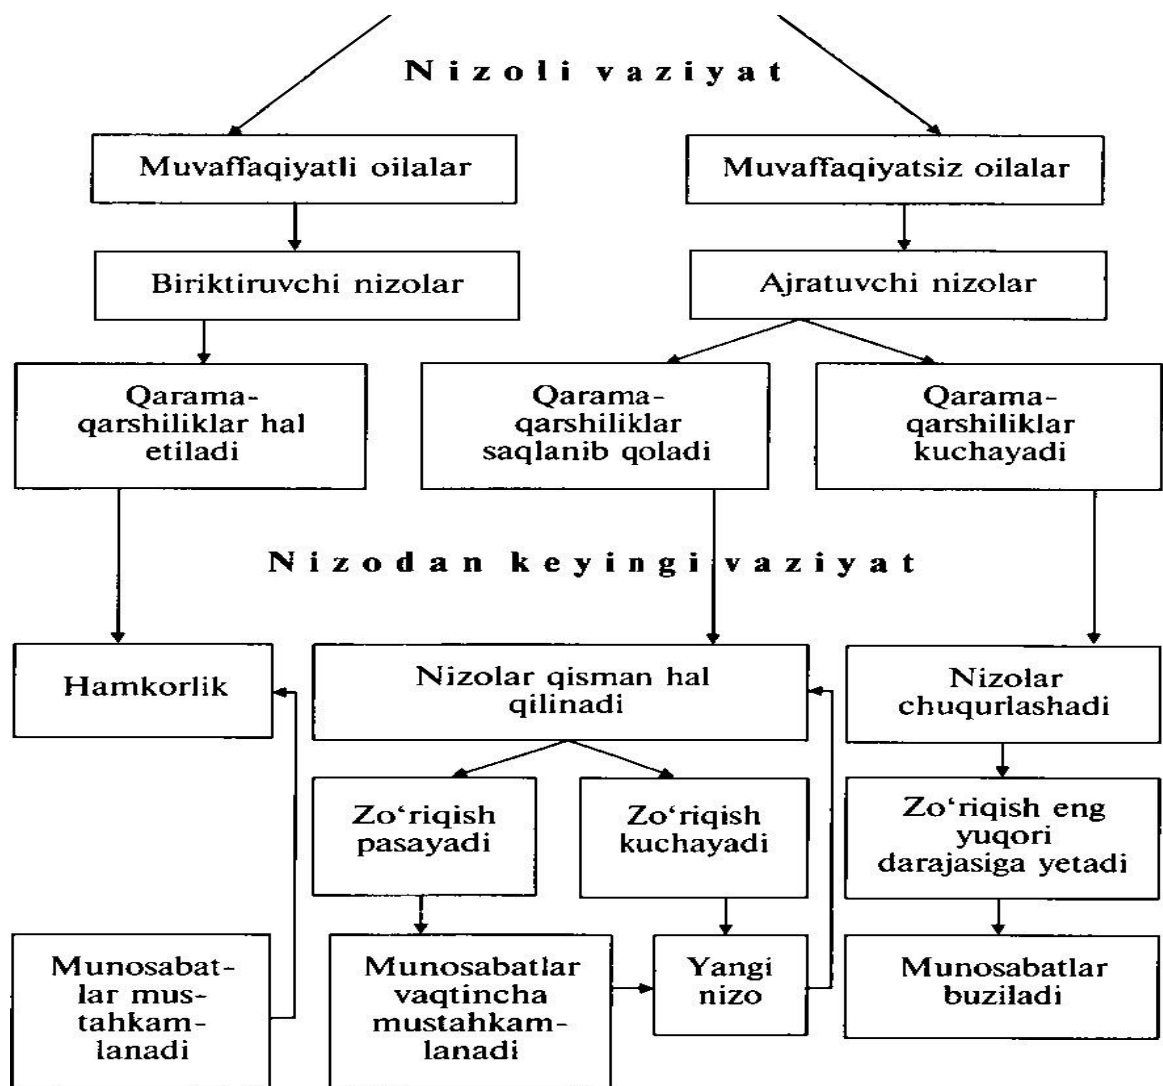 Nizoli vaziyat
Muvaffaqiyatli oilalar
Muvaffaqiyatsiz oilalar
Biriktiruvchi nizolar
Ajratuvchi nizolar
Qarama-
qarshiliklar hal
etiladi
Qarama-
qarshiliklar
saqlanib qoladi
Qarama-
qarshiliklar
kuchayadi
Nizodan keyingi vaziyat
Hamkorlik
Nizolar qisman hal
qilinadi
Nizolar
chuqurlashadi
Zo‘riqish
pasayadi
Zo‘riqish
kuchayadi
Zo‘riqish eng
yuqori
darajasiga yetadi
Munosabat-
lar mus-
tahkam-
lanadi
Munosabatlar
vaqtincha
mustahkam-
lanadi
Yangi
nizo
Munosabatlar
buziladi